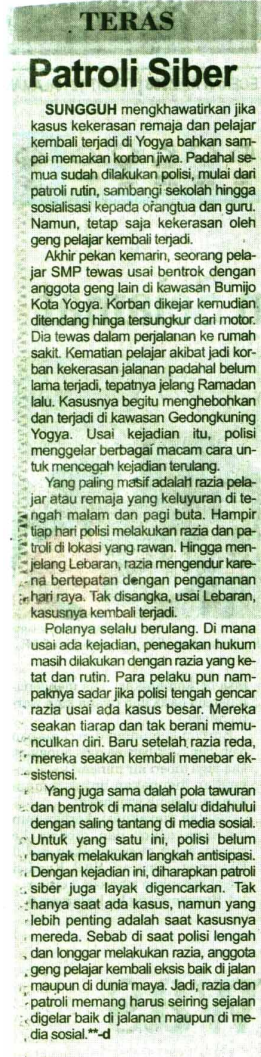 TERAS
Patroli Siber
SUNGGUH mengkhawatirkan jika
kasus kekerasan remaja dan pelajar
kembali terjadi di Yogya bahkan sam-
pai memakan korban jiwa. Padahal se-
mua sudah dilakukan polisi, mulai dari
patroli rutin, sambangi sekolah hingga
sosialisasi kepada orangtua dan guru.
Namun, tetap saja kekerasan oleh
geng pelajar kembali terjadi.
Akhir pekan kemarin, seorang pela-
jar SMP tewas usai bentrok dengan
anggota geng lain di kawasan Bumijo
Kota Yogya. Korban dikejar kemudian
ditendang hingga tersungkur dari motor.
Dia tewas dalam perjalanan ke rumah
sakit. Kematian pelajar akibat jadi kor-
ban kekerasan jalanan padahal belum
lama terjadi, tepatnya jelang Ramadan
lalu. Kasusnya begitu menghebohkan
dan terjadi di kawasan Gedongkuning
Yogya. Usai kejadian itu, polisi
menggelar berbagai macam cara un-
tuk mencegah kejadian terulang.
Yang paling masif adalah razia pela-
jar atau remaja yang keluyuran di te-
ngah malam dan pagi buta. Hampir
tiap hari polisi melakukan razia dan pa-
troli di lokasi yang rawan. Hingga men-
jelang Lebaran, razia mengendur kare-
na bertepatan dengan pengamanan
hari raya. Tak disangka, usai Lebaran,
kasusnya kembali terjadi.
Polanya selalu berulang. Di mana
usai ada kejadian, penegakan hukum
masih dilakukan dengan razia yang ke-
tat dan rutin. Para pelaku pun nam-
paknya sadar jika polisi tengah gencar
razia usai ada kasus besar. Mereka
seakan tiarap dan tak berani memu-
nculkan diri. Baru setelah razia reda,
mereka seakan kembali menebar ek-
sistensi.
Yang juga sama dalah pola tawuran
dan bentrok di mana selalu didahului
dengan saling tantang di media sosial.
Untuk yang satu ini, polisi belum
banyak melakukan langkah antisipasi.
Dengan kejadian ini, diharapkan patroli
siber juga layak digencarkan. Tak
hanya saat ada kasus, namun yang
lebih penting adalah saat kasusnya
mereda. Sebab di saat polisi lengah
dan longgar melakukan razia, anggota
geng pelajar kembali eksis baik di jalan
maupun di dunia maya. Jadi, razia dan
patroli memang harus seiring sejalan
digelar baik di jalanan maupun di me-
dia sosial.**-d